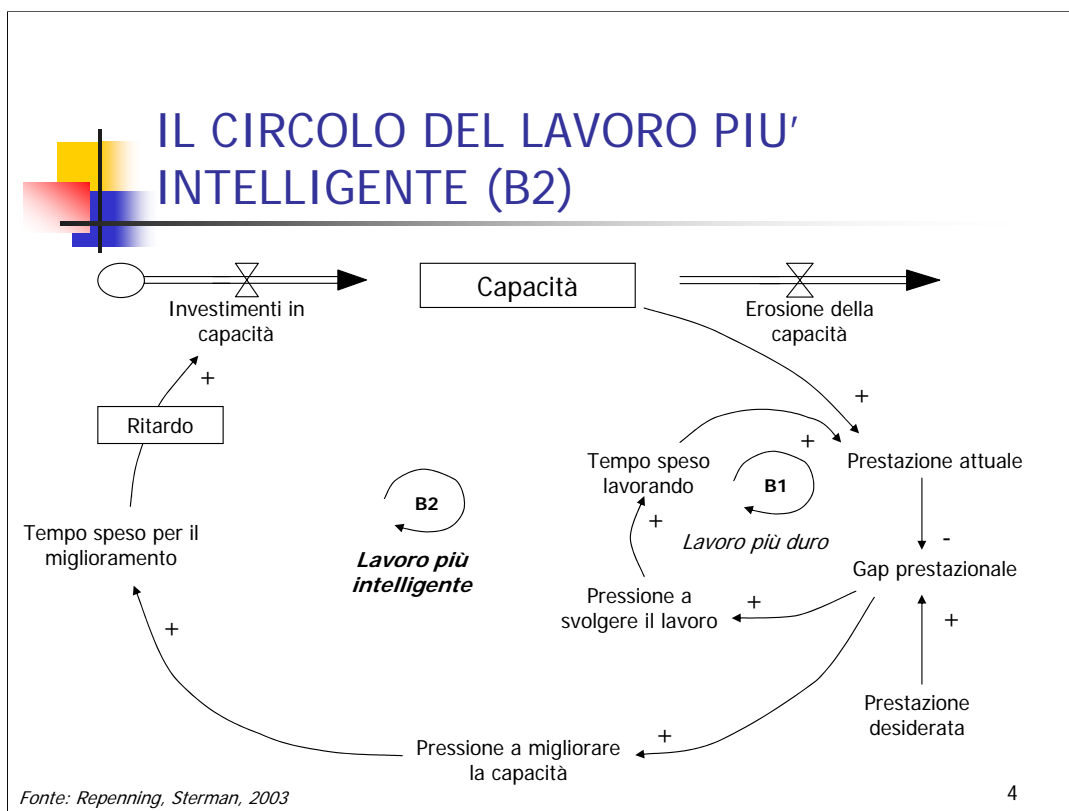 IL CIRCOLO DEL LAVORO PIU'
INTELLIGENTE (B2)
Capacità
Investimenti in
capacità
Erosione della
capacità
+
+
Ritardo
+
Tempo speso
lavorando
Prestazione attuale
B1
B2
+
Tempo speso per il
miglioramento
Lavoro più duro
-
Lavoro più
intelligente
Gap prestazionale
Pressione a
svolgere il lavoro
+
+
+
Prestazione
desiderata
+
Pressione a migliorare
la capacità
Fonte: Repenning, Sterman, 2003
4